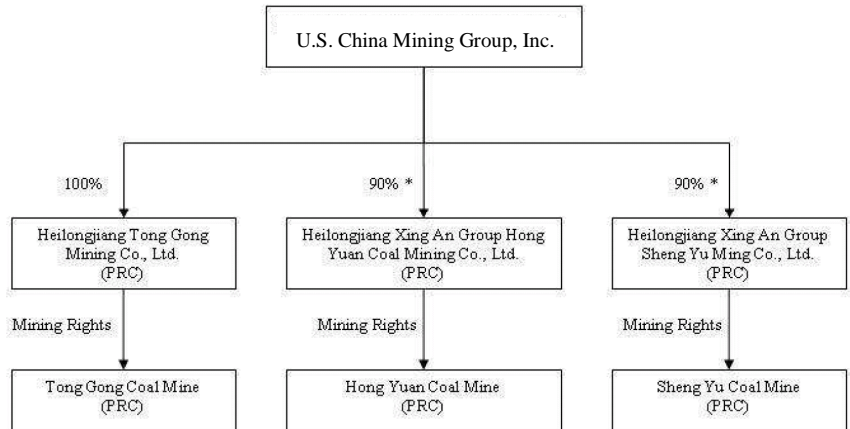 U.S. China Mining Group, Inc.
100%
90% *
90% *
Heilongjiang Tong Gong
Mining Co., Ltd.
(PRC)
Heilongjiang Xing An Group Hong
Yuan Coal Mining Co., Ltd.
(PRC)
Heilongjiang Xing An Group
Sheng Yu Ming Co., Ltd.
(PRC)
Mining Rights
Mining Rights
Mining Rights
Tong Gong Coal Mine
(PRC)
Hong Yuan Coal Mine
(PRC)
Sheng Yu Coal Mine
(PRC)